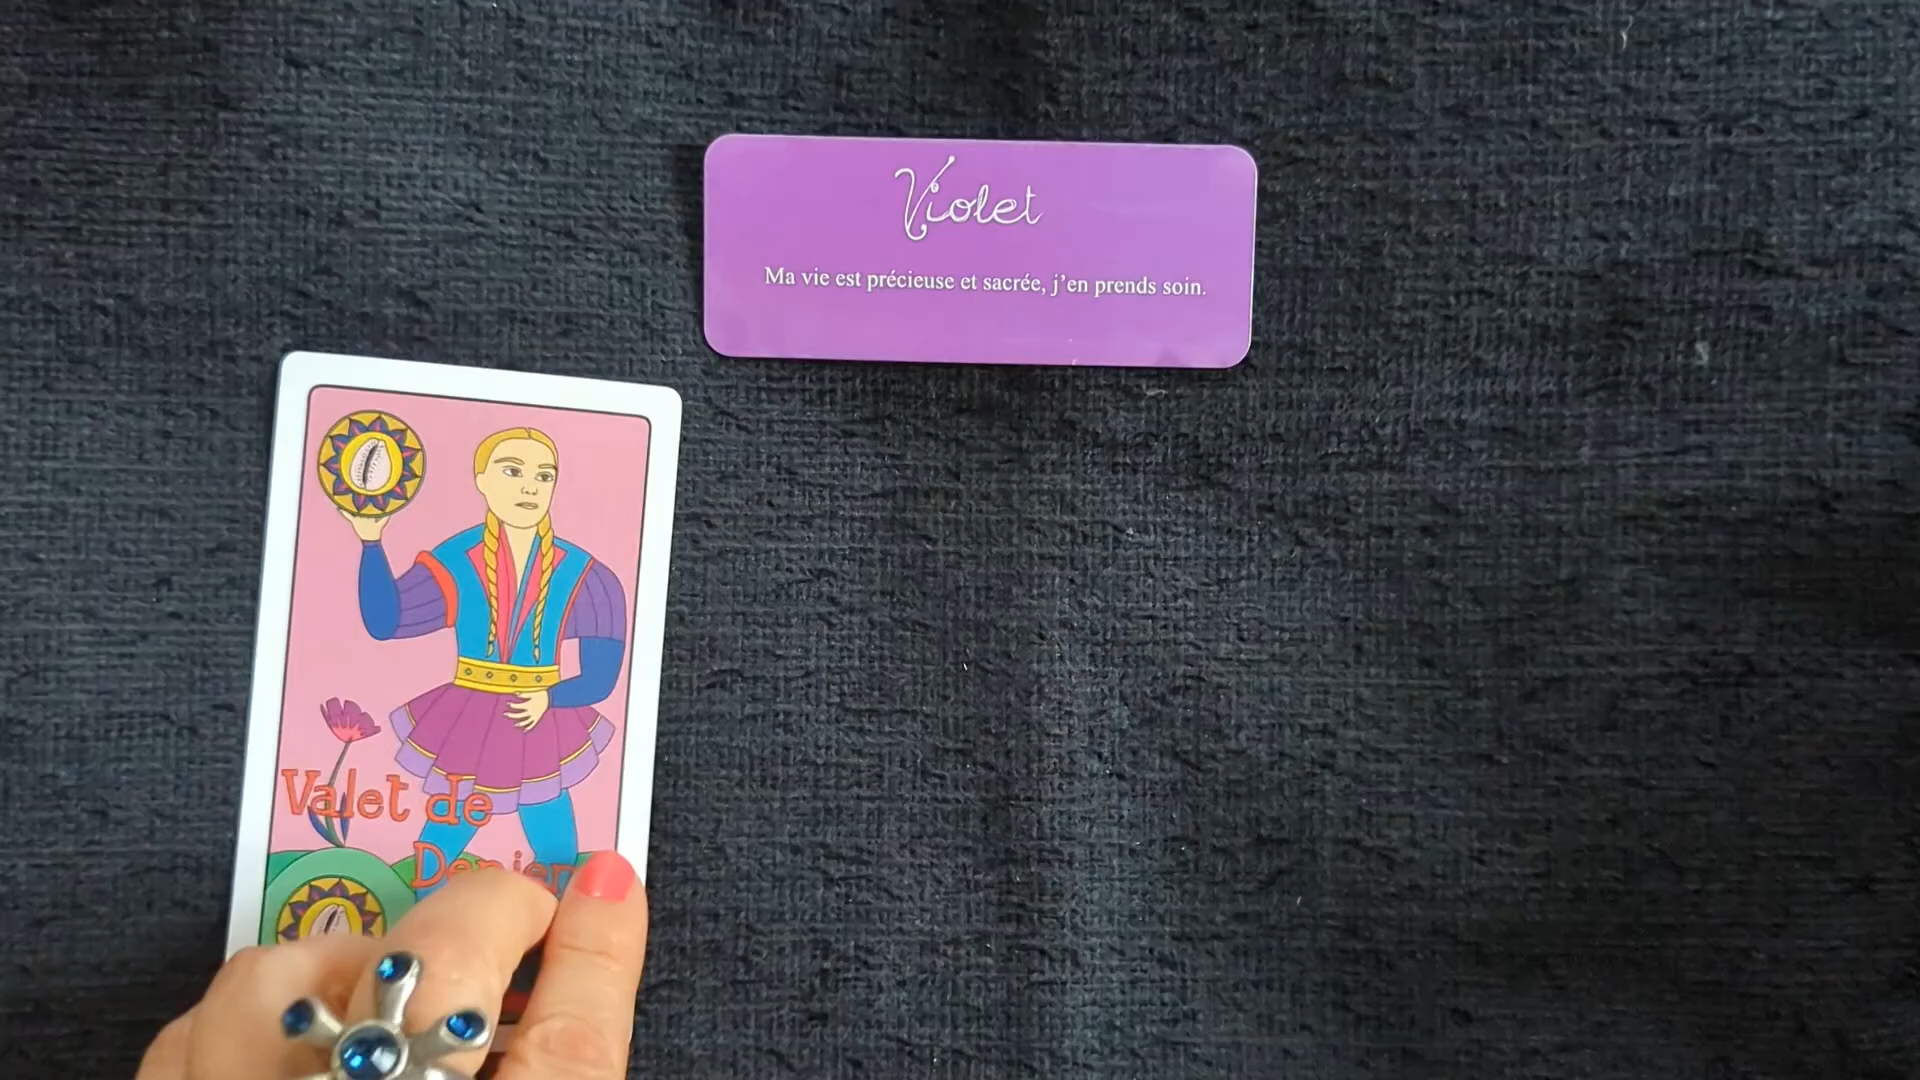 Violet
Ma vie est précieuse et sacrée, j'en prends soin.
Valet de
Denier